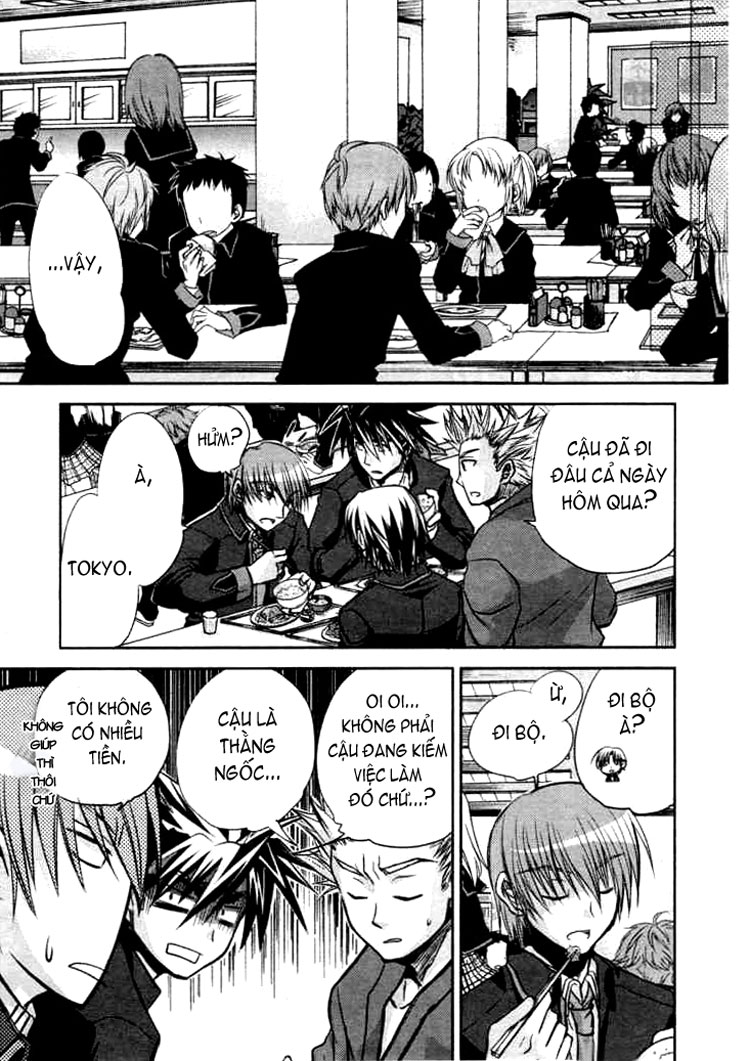 ...VẬY,
CẬU ĐÃ ĐI
ĐÂU CẢ NGÀY
HÔM QUA?
HỬM?
À,
TOKYO.
ĐI BỘ
À?
Ừ,
ĐI BỘ.
OI OI...
KHÔNG PHẢI
CẬU ĐANG KIẾM
VIỆC LÀM
ĐÓ CHỨ...?
CẬU LÀ
THẰNG
NGỐC...
TÔI KHÔNG
CÓ NHIỀU
TIỀN.
KHÔNG
GIÚP
THÌ
THÔI
CHỨ